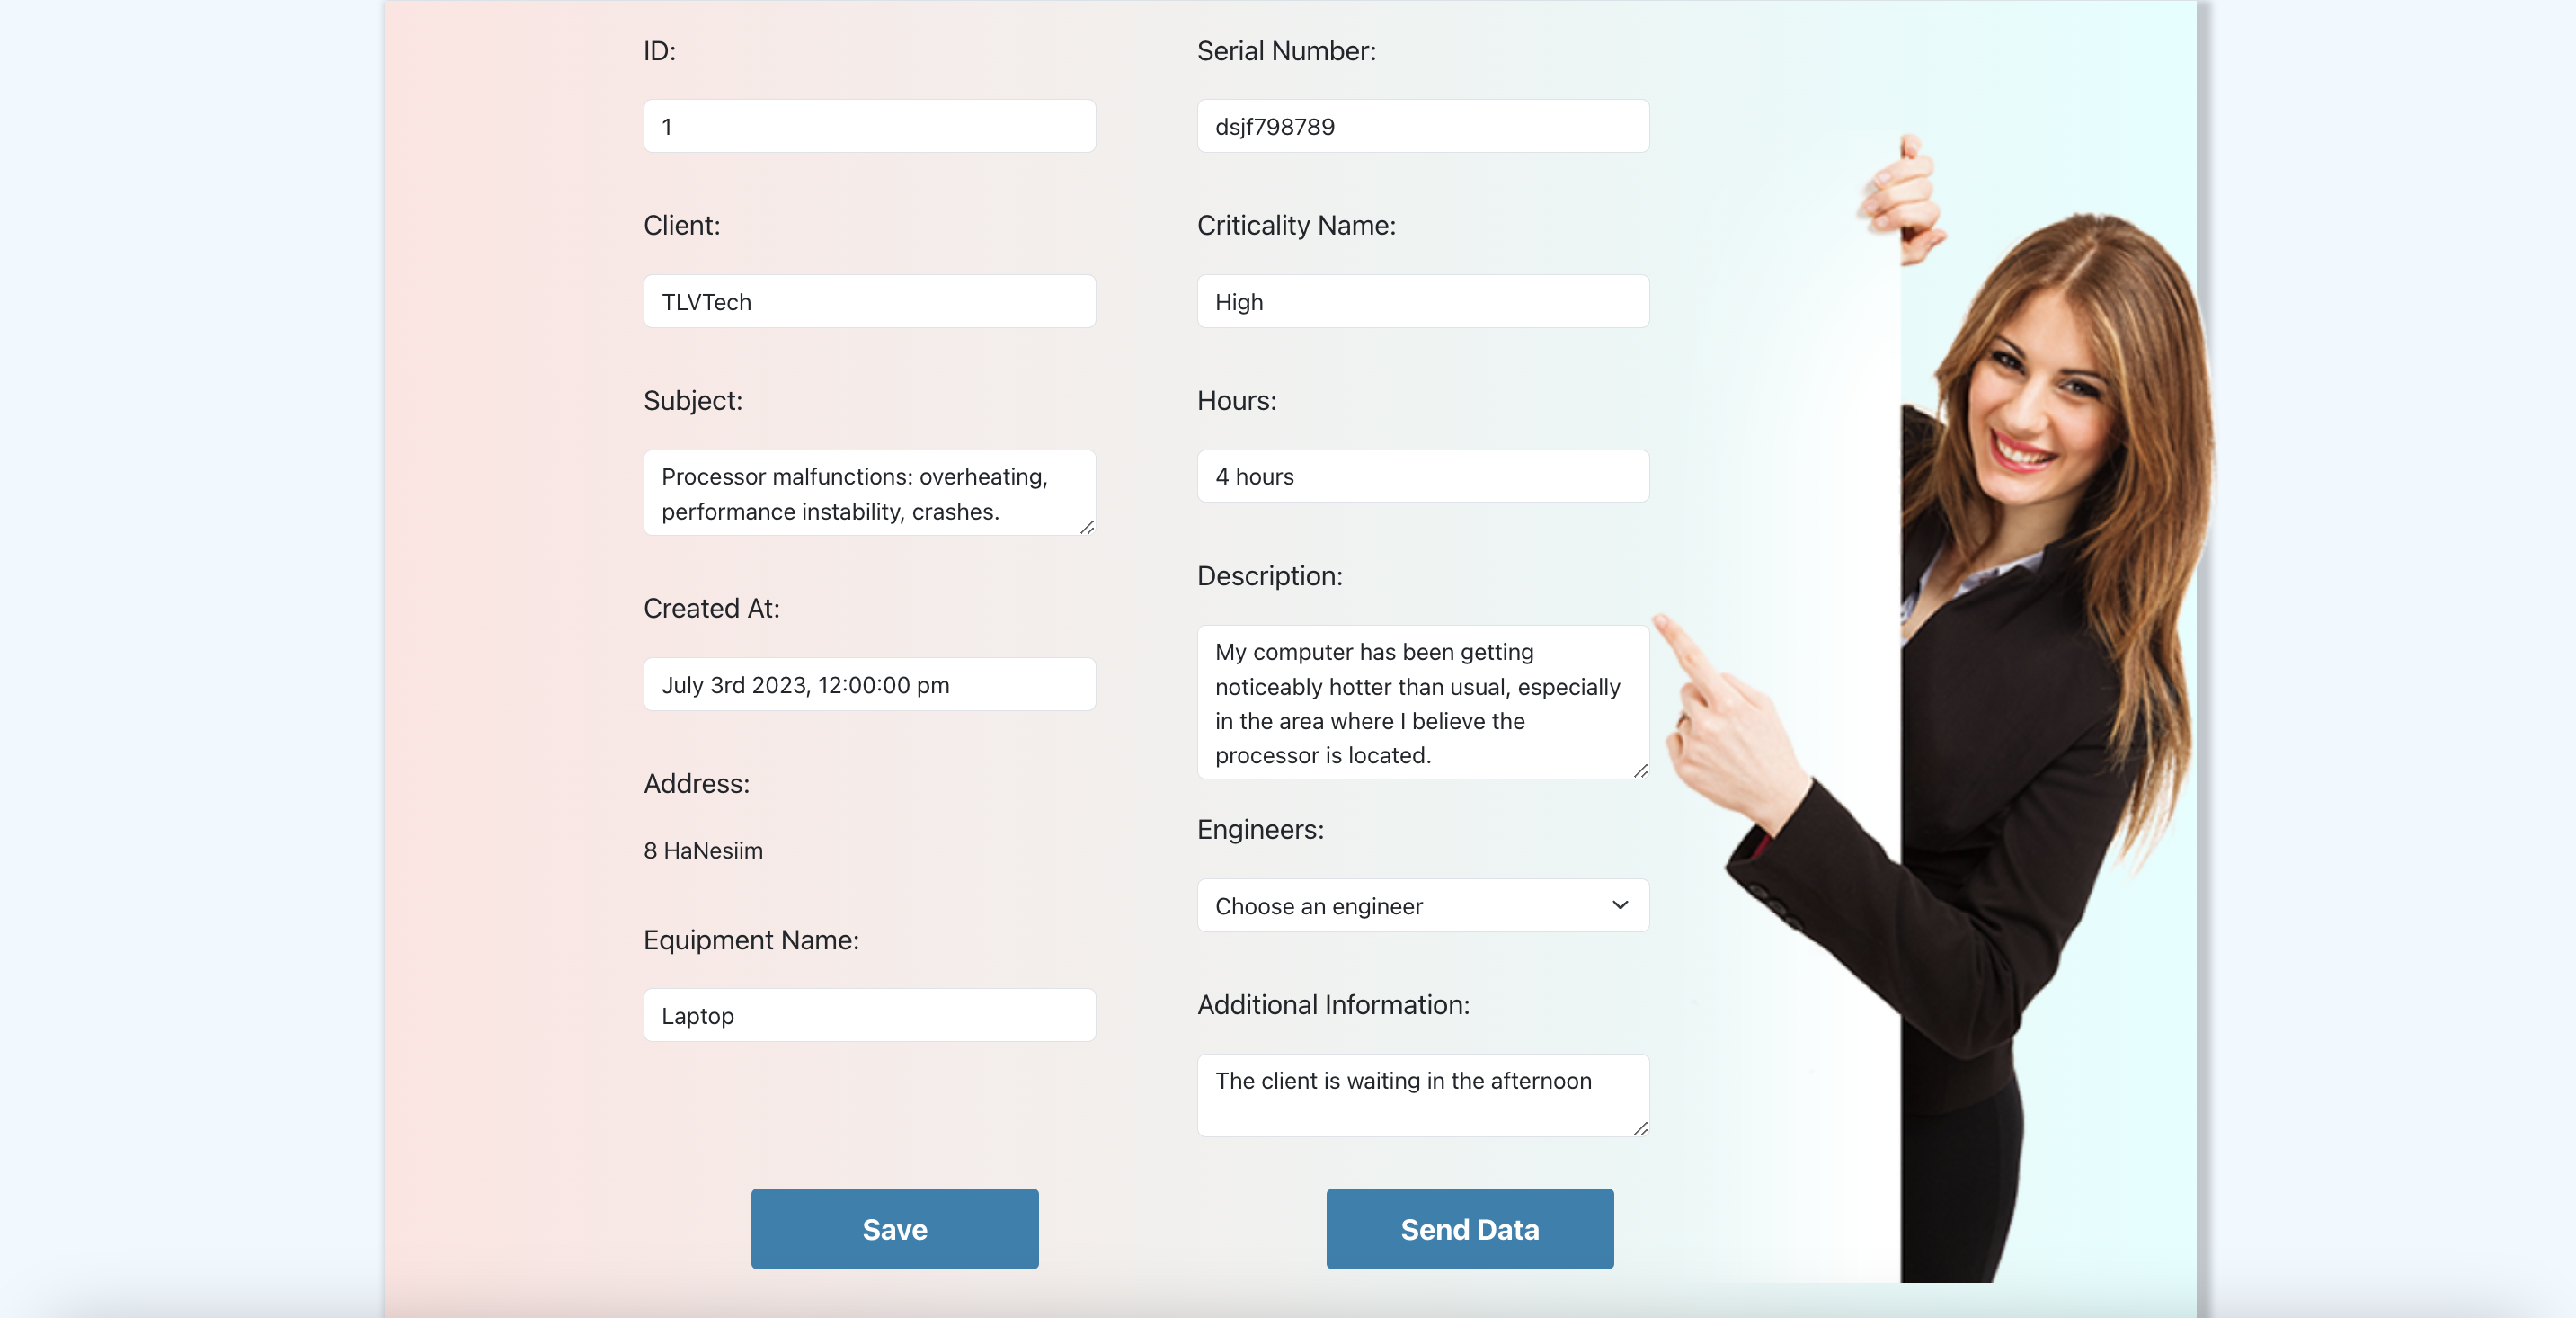 ID:
1
Client:
TLVTech
Subject:
Processor malfunctions: overheating,
performance instability, crashes.
Created At:
July 3rd 2023, 12:00:00 pm
Address:
8 HaNesiim
Equipment Name:
Laptop
Serial Number:
dsjf798789
Criticality Name:
High
Hours:
4 hours
Description:
My computer has been getting
noticeably hotter than usual, especially
in the area where I believe the
processor is located.
Engineers:
Choose an engineer
Additional Information:
The client is waiting in the afternoon
Save
Send Data